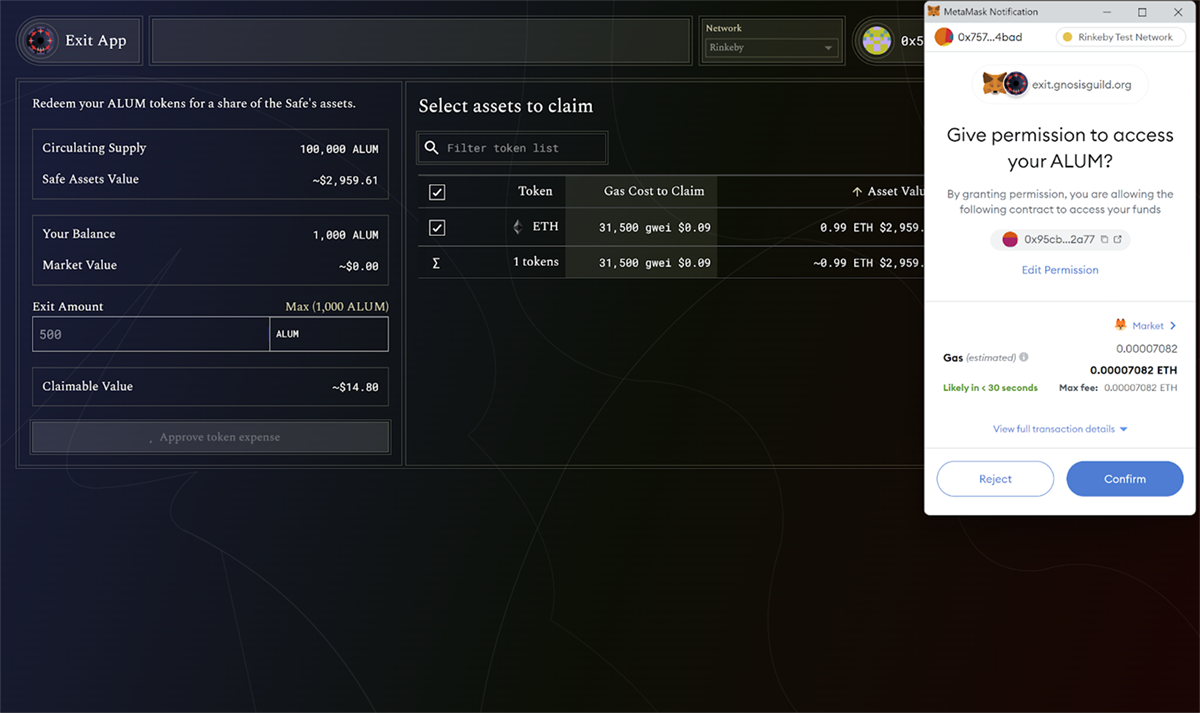 Exit App
Network
Rinkeby
0x5
Redeem your ALUM tokens for a share of the Safe's assets.
Circulating Supply 100,000 ALUM
Safe Assets Value ~$2,959.61
Your Balance 1,000 ALUM
Market Value ~$0.00
Exit Amount Max (1,000 ALUM)
500 ALUM
Claimable Value ~$14.80
Approve token expense
Select assets to claim
Filter token list
Token Gas Cost to Claim ↑ Asset Valu
ETH 31,500 gwei $0.09 0.99 ETH $2,959.
Σ 1 tokens 31,500 gwei $0.09 ~0.99 ETH $2,959.
MetaMask Notification
0x757...4bad Rinkeby Test Network
exit.gnosisguild.org
Give permission to access
your ALUM?
By granting permission, you are allowing the
following contract to access your funds
0x95cb...2a77
Edit Permission
Market
0.00007082
Gas (estimated) 0.00007082 ETH
Likely in < 30 seconds Max fee: 0.00007082 ETH
View full transaction details
Reject Confirm